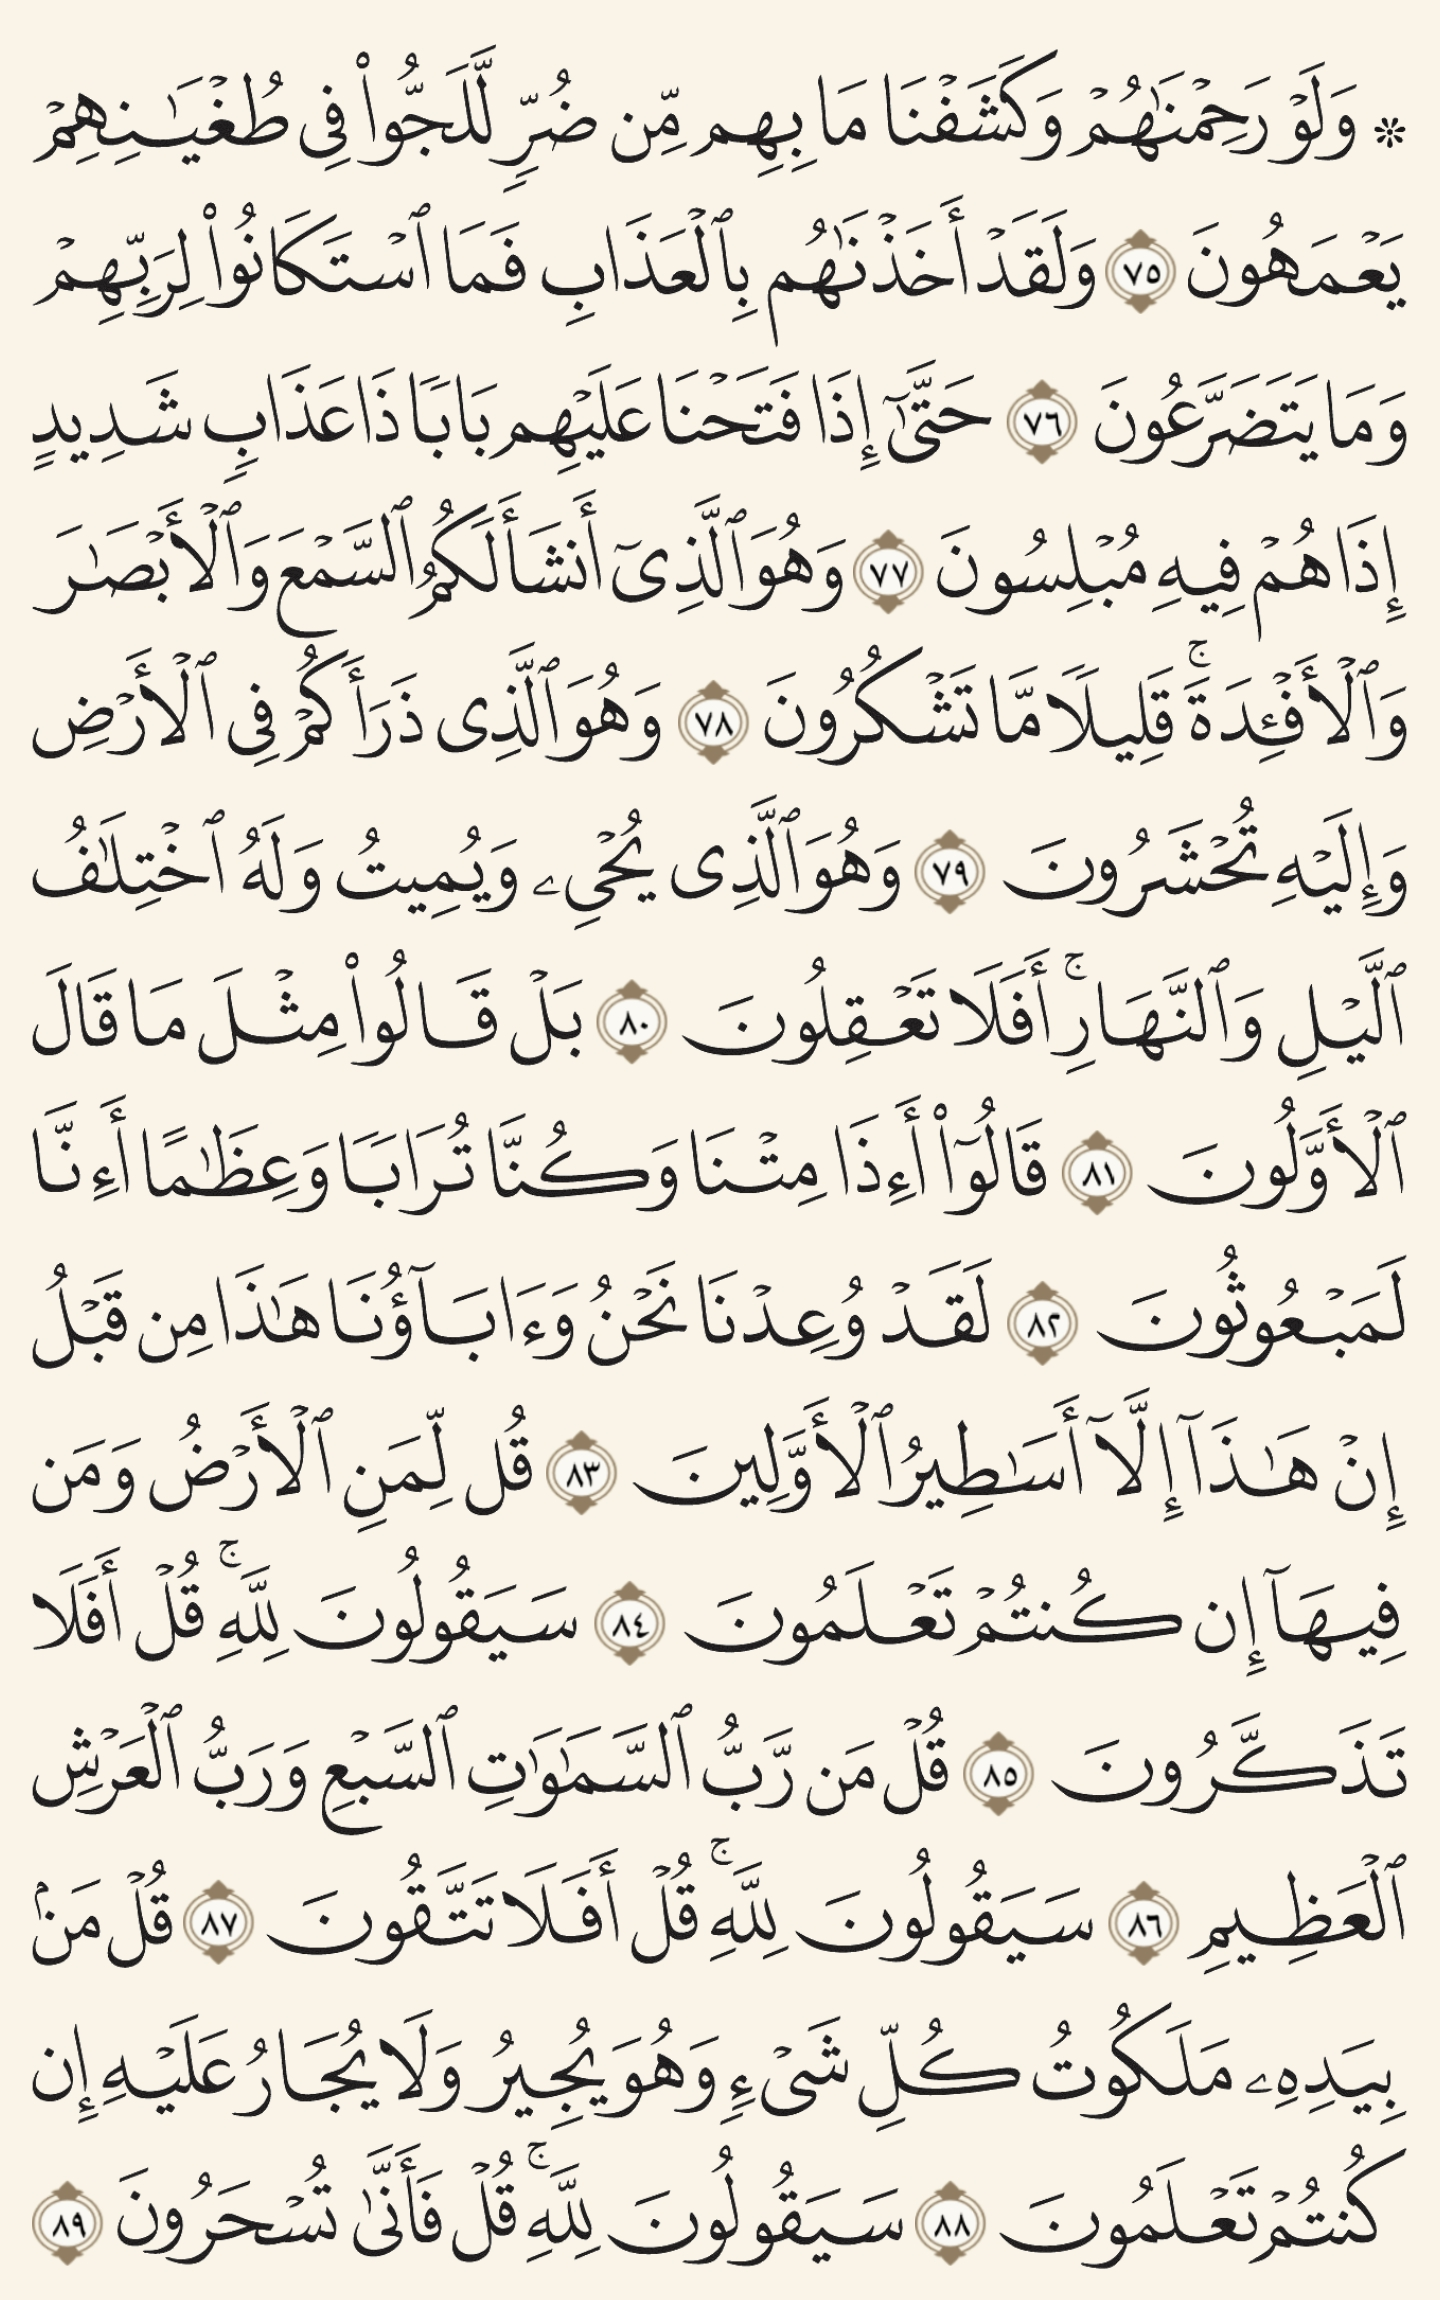 ۞ وَلَوْ رَحِمْنَٰهُمْ وَكَشَفْنَا مَا بِهِم مِّن ضُرٍّ لَّلَجُّوا۟ فِى طُغْيَٰنِهِمْ
يَعْمَهُونَ ٧٥ وَلَقَدْ أَخَذْنَٰهُم بِٱلْعَذَابِ فَمَا ٱسْتَكَانُوا۟ لِرَبِّهِمْ
وَمَا يَتَضَرَّعُونَ ٧٦ حَتَّىٰٓ إِذَا فَتَحْنَا عَلَيْهِم بَابًا ذَا عَذَابٍ شَدِيدٍ
إِذَا هُمْ فِيهِ مُبْلِسُونَ ٧٧ وَهُوَ ٱلَّذِىٓ أَنشَأَ لَكُمُ ٱلسَّمْعَ وَٱلْأَبْصَٰرَ
وَٱلْأَفْـِٔدَةَ ۚ قَلِيلًا مَّا تَشْكُرُونَ ٧٨ وَهُوَ ٱلَّذِى ذَرَأَكُمْ فِى ٱلْأَرْضِ
وَإِلَيْهِ تُحْشَرُونَ ٧٩ وَهُوَ ٱلَّذِى يُحْىِۦ وَيُمِيتُ وَلَهُ ٱخْتِلَٰفُ
ٱلَّيْلِ وَٱلنَّهَارِ ۚ أَفَلَا تَعْقِلُونَ ٨٠ بَلْ قَالُوا۟ مِثْلَ مَا قَالَ
ٱلْأَوَّلُونَ ٨١ قَالُوٓا۟ أَءِذَا مِتْنَا وَكُنَّا تُرَابًا وَعِظَٰمًا أَءِنَّا
لَمَبْعُوثُونَ ٨٢ لَقَدْ وُعِدْنَا نَحْنُ وَءَابَآؤُنَا هَٰذَا مِن قَبْلُ
إِنْ هَٰذَآ إِلَّآ أَسَٰطِيرُ ٱلْأَوَّلِينَ ٨٣ قُل لِّمَنِ ٱلْأَرْضُ وَمَن
فِيهَآ إِن كُنتُمْ تَعْلَمُونَ ٨٤ سَيَقُولُونَ لِلَّهِ ۚ قُلْ أَفَلَا
تَذَكَّرُونَ ٨٥ قُلْ مَن رَّبُّ ٱلسَّمَٰوَٰتِ ٱلسَّبْعِ وَرَبُّ ٱلْعَرْشِ
ٱلْعَظِيمِ ٨٦ سَيَقُولُونَ لِلَّهِ ۚ قُلْ أَفَلَا تَتَّقُونَ ٨٧ قُلْ مَنۢ
بِيَدِهِۦ مَلَكُوتُ كُلِّ شَىْءٍ وَهُوَ يُجِيرُ وَلَا يُجَارُ عَلَيْهِ إِن
كُنتُمْ تَعْلَمُونَ ٨٨ سَيَقُولُونَ لِلَّهِ ۚ قُلْ فَأَنَّىٰ تُسْحَرُونَ ٨٩